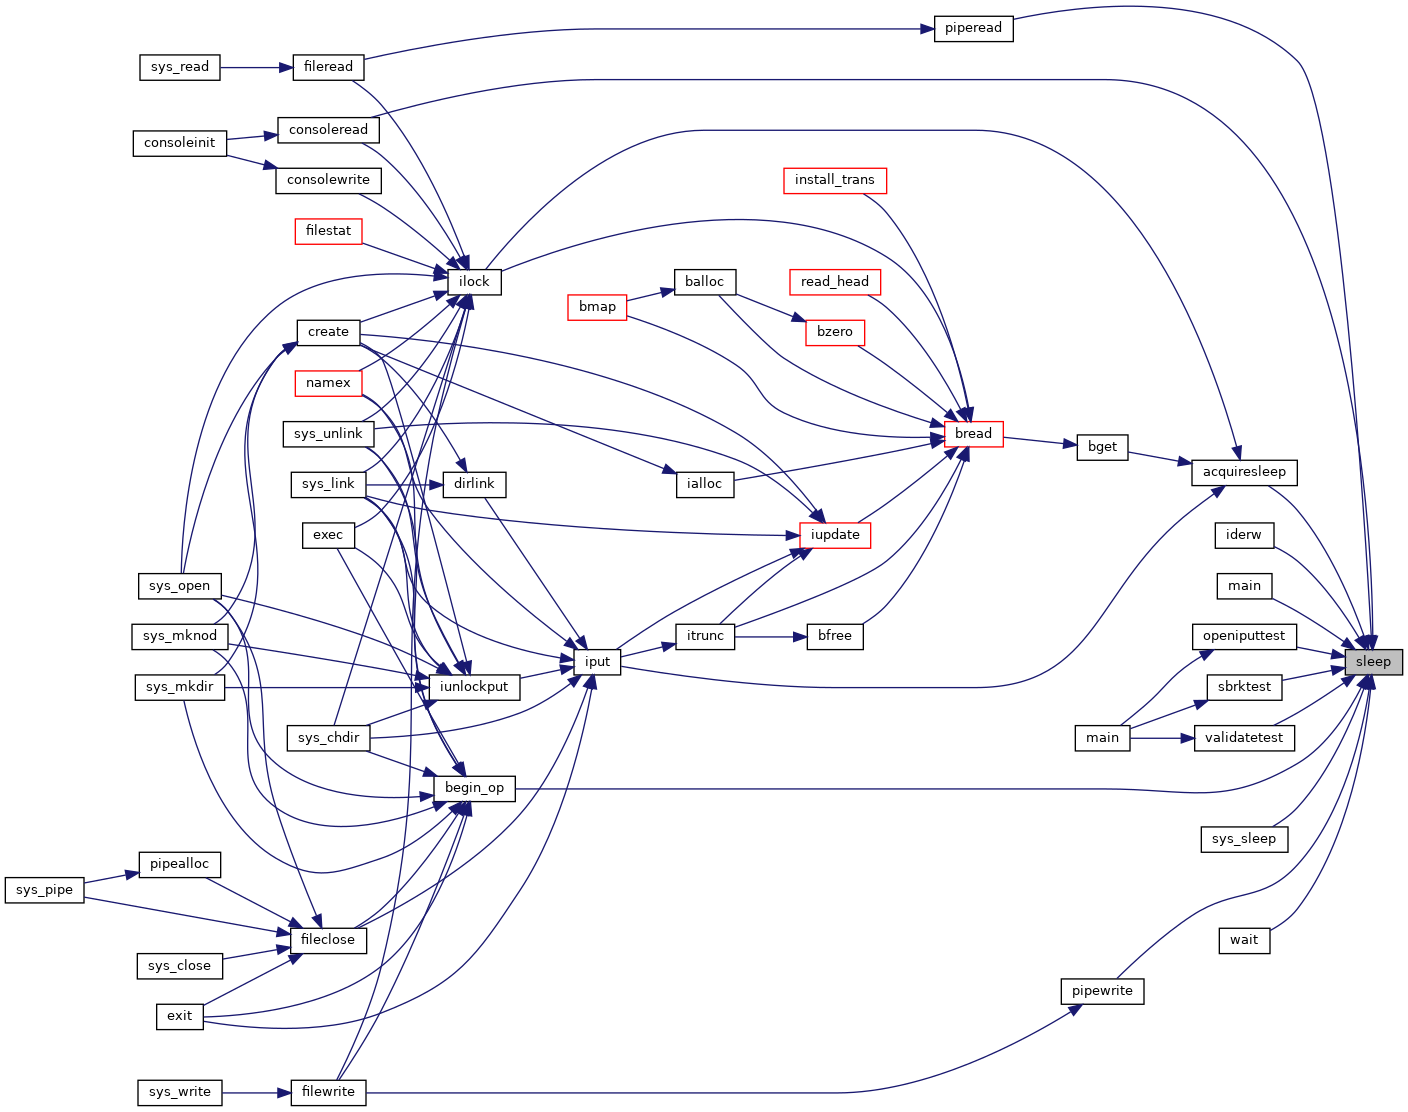 piperead
sys_read
fileread
consoleread
consoleinit
consolewrite
install_trans
filestat
ilock
balloc
read_head
bmap
create
bzero
namex
sys_unlink
bread
bget
acquiresleep
sys_link
dirlink
ialloc
exec
iupdate
iderw
sys_open
main
sys_mknod
itrunc
bfree
openiputtest
iput
sleep
sys_mkdir
iunlockput
sbrktest
sys_chdir
main
validatetest
begin_op
sys_sleep
pipealloc
sys_pipe
fileclose
wait
sys_close
pipewrite
exit
sys_write
filewrite